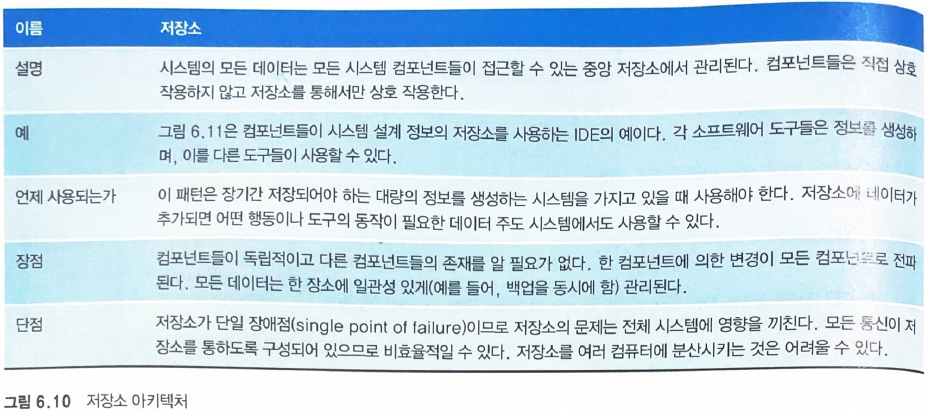 이름 저장소
설명 시스템의 모든 데이터는 모든 시스템 컴포넌트들이 접근할 수 있는 중앙 저장소에서 관리된다. 컴포넌트들은 직접 상호
작용하지 않고 저장소를 통해서만 상호 작용한다.
예 그림 6.11은 컴포넌트들이 시스템 설계 정보의 저장소를 사용하는 IDE의 예이다. 각 소프트웨어 도구들은 정보를 생성하
며, 이를 다른 도구들이 사용할 수 있다.
언제 사용되는가 이 패턴은 장기간 저장되어야 하는 대량의 정보를 생성하는 시스템을 가지고 있을 때 사용해야 한다. 저장소에 데이터가
추가되면 어떤 행동이나 도구의 동작이 필요한 데이터 주도 시스템에서도 사용할 수 있다.
장점 컴포넌트들이 독립적이고 다른 컴포넌트들의 존재를 알 필요가 없다. 한 컴포넌트에 의한 변경이 모든 컴포넌트로 전파
된다. 모든 데이터는 한 장소에 일관성 있게(예를 들어, 백업을 동시에 함) 관리된다.
단점 저장소가 단일 장애점(single point of failure)이므로 저장소의 문제는 전체 시스템에 영향을 끼친다. 모든 통신이 저
장소를 통하도록 구성되어 있으므로 비효율적일 수 있다. 저장소를 여러 컴퓨터에 분산시키는 것은 어려울 수 있다.
그림 6.10 저장소 아키텍처